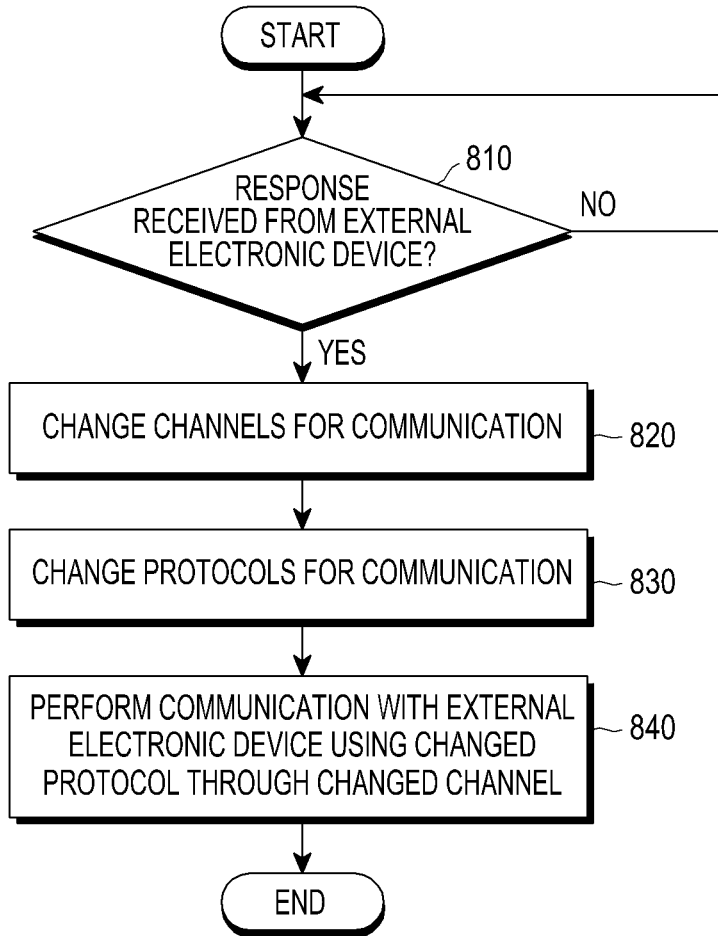 START
810
RESPONSE
RECEIVED FROM EXTERNAL
ELECTRONIC DEVICE?
NO
YES
CHANGE CHANNELS FOR COMMUNICATION
820
CHANGE PROTOCOLS FOR COMMUNICATION
830
PERFORM COMMUNICATION WITH EXTERNAL
ELECTRONIC DEVICE USING CHANGED
PROTOCOL THROUGH CHANGED CHANNEL
840
END